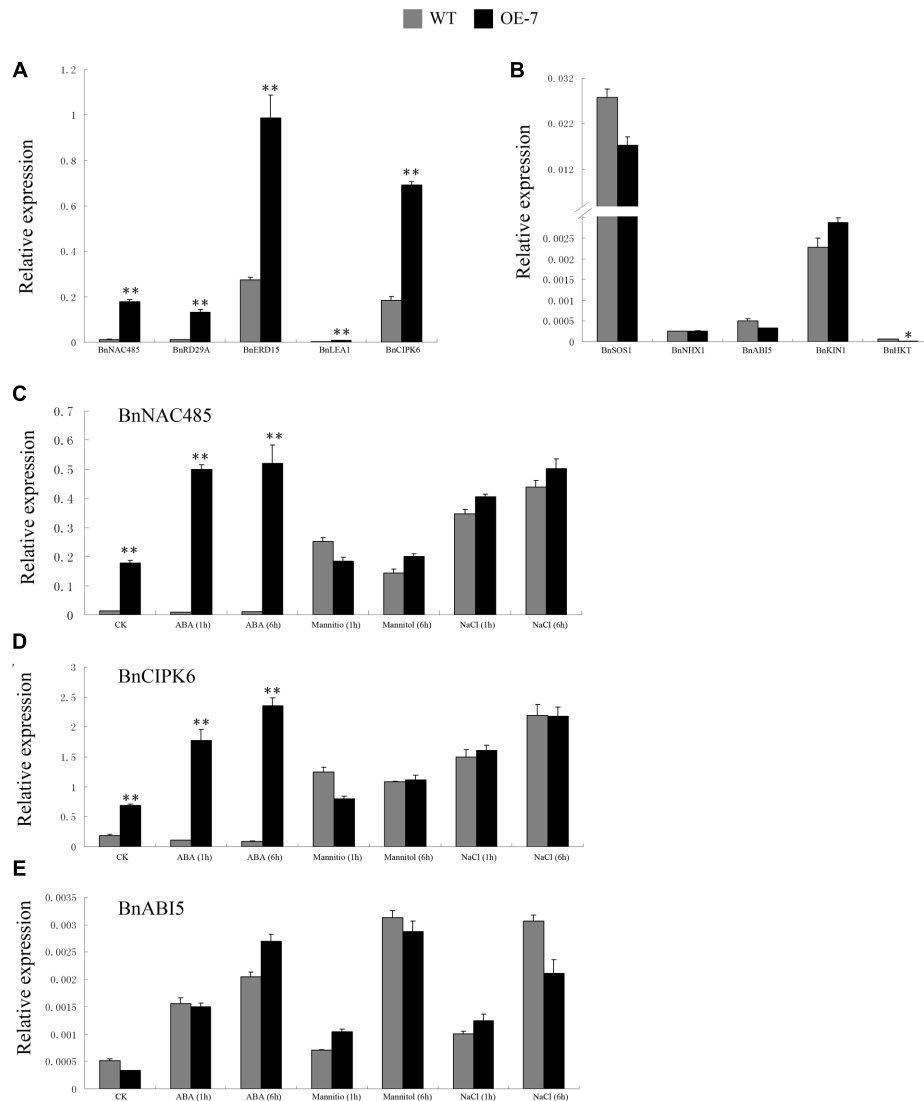 WT OE-7
A
Relative expression
1.2
1
0.8
0.6
0.4
0.2
0
** ** ** ** **
BnNAC485 BnRD29A BnERD15 BnLEA1 BnCIPK6
B
Relative expression
0.032
0.022
0.012
0.0025
0.002
0.0015
0.001
0.0005
0
*
BnSOS1 BnNHX1 BnABI5 BnKIN1 BnHKT
C
BnNAC485
Relative expression
0.7
0.6
0.5
0.4
0.3
0.2
0.1
0
** ** **
CK ABA (1h) ABA (6h) Mannitio (1h) Mannitol (6h) NaCl (1h) NaCl (6h)
D
BnCIPK6
Relative expression
3
2.5
2
1.5
1
0.5
0
** ** **
CK ABA (1h) ABA (6h) Mannitio (1h) Mannitol (6h) NaCl (1h) NaCl (6h)
E
BnABI5
Relative expression
0.0035
0.003
0.0025
0.002
0.0015
0.001
0.0005
0
CK ABA (1h) ABA (6h) Mannitio (1h) Mannitol (6h) NaCl (1h) NaCl (6h)